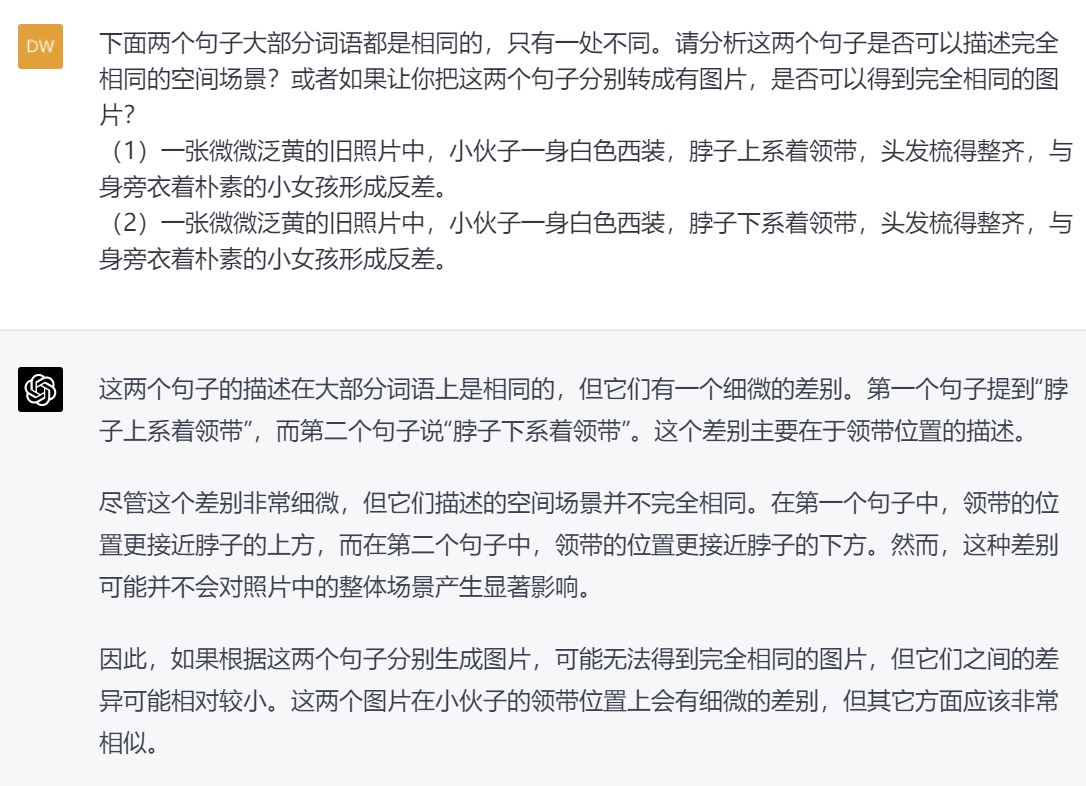 DW
下面两个句子大部分词语都是相同的，只有一处不同。请分析这两个句子是否可以描述完全
相同的空间场景？或者如果让你把这两个句子分别转成有图片，是否可以得到完全相同的图
片？
（1）一张微微泛黄的旧照片中，小伙子一身白色西装，脖子上系着领带，头发梳得整齐，与
身旁衣着朴素的小女孩形成反差。
（2）一张微微泛黄的旧照片中，小伙子一身白色西装，脖子下系着领带，头发梳得整齐，与
身旁衣着朴素的小女孩形成反差。
这两个句子的描述在大部分词语上是相同的，但它们有一个细微的差别。第一个句子提到“脖
子上系着领带”，而第二个句子说“脖子下系着领带”。这个差别主要在于领带位置的描述。
尽管这个差别非常细微，但它们描述的空间场景并不完全相同。在第一个句子中，领带的位
置更接近脖子的上方，而在第二个句子中，领带的位置更接近脖子的下方。然而，这种差别
可能并不会对照片中的整体场景产生显著影响。
因此，如果根据这两个句子分别生成图片，可能无法得到完全相同的图片，但它们之间的差
异可能相对较小。这两个图片在小伙子的领带位置上会有细微的差别，但其它方面应该非常
相似。